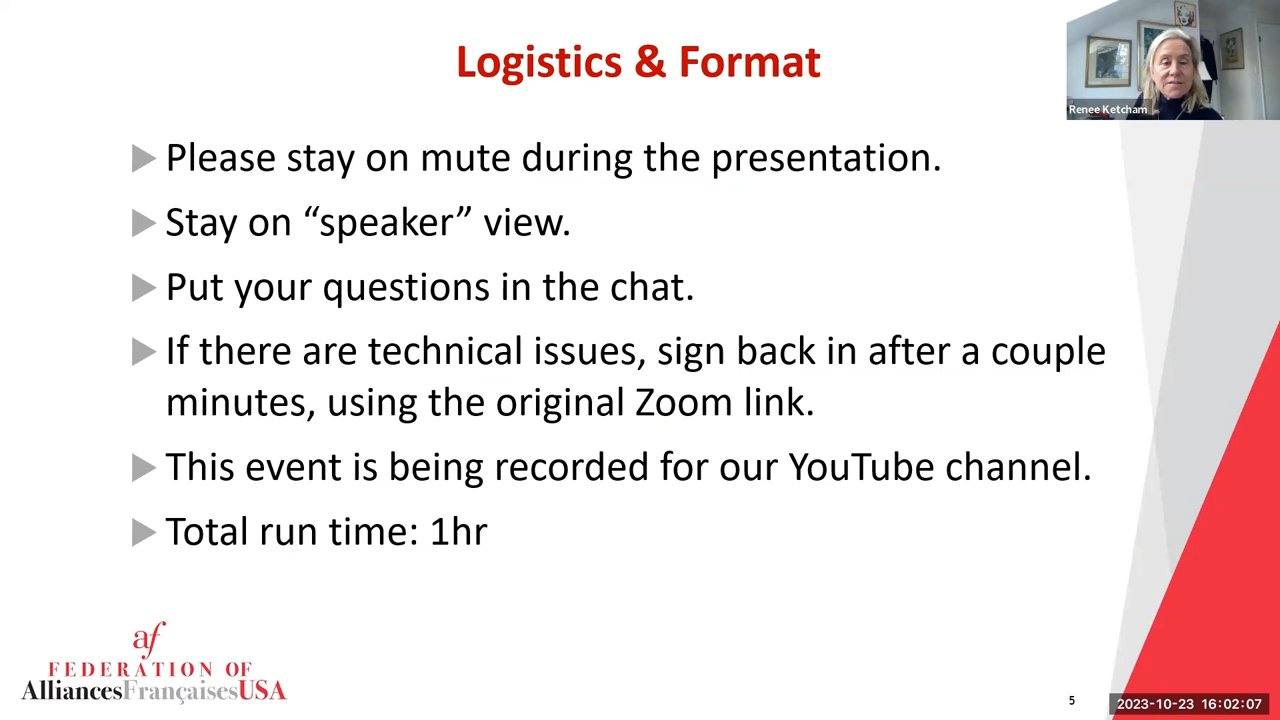 Logistics & Format
Renee Ketcham
Please stay on mute during the presentation.
Stay on “speaker” view.
Put your questions in the chat.
If there are technical issues, sign back in after a couple
minutes, using the original Zoom link.
This event is being recorded for our YouTube channel.
Total run time: 1hr
af
FEDERATION OF
AlliancesFrançaisesUSA
5
2023-10-23 16:02:07